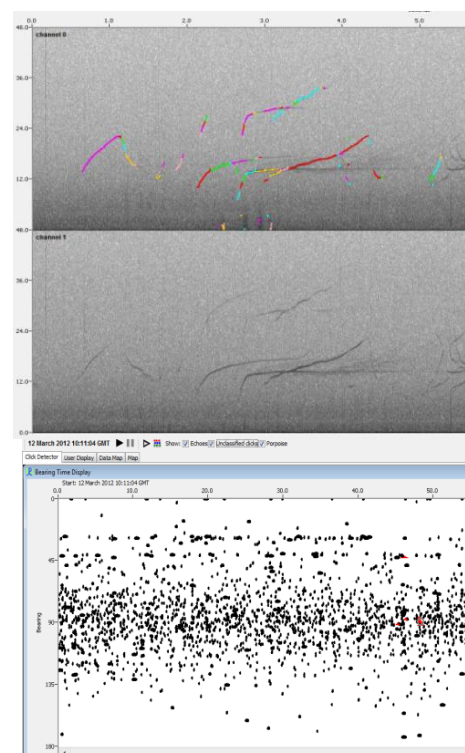 0.0 1.0 2.0 3.0 4.0 5.0
48.0
channel 0
36.0
24.0
12.0
48.0
channel 1
36.0
24.0
12.0
0.0
12 March 2012 10:11:04 GMT Show: Echoes Unclassified clicks Porpoise
Click Detector User Display Data Map Map
Bearing Time Display
Start: 12 March 2012 10:11:04 GMT
0.0 10.0 20.0 30.0 40.0 50.0
0
45
Bearing
90
135
180